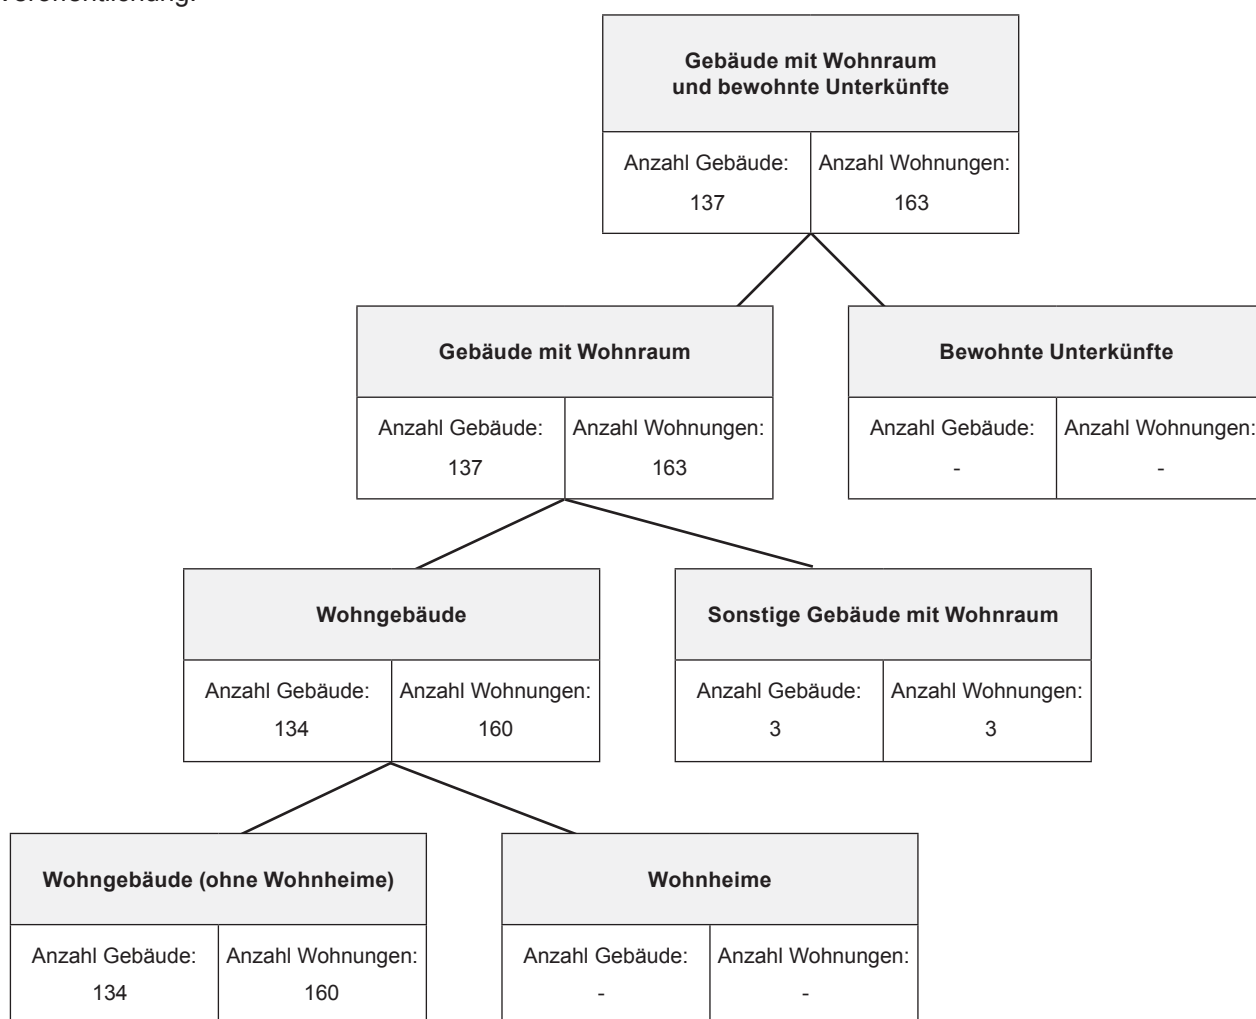 Veröffentlichung.
Gebäude mit Wohnraum
und bewohnte Unterkünfte
Anzahl Gebäude:
137
Anzahl Wohnungen:
163
Gebäude mit Wohnraum
Anzahl Gebäude:
137
Anzahl Wohnungen:
163
Bewohnte Unterkünfte
Anzahl Gebäude:
-
Anzahl Wohnungen:
-
Wohngebäude
Anzahl Gebäude:
134
Anzahl Wohnungen:
160
Sonstige Gebäude mit Wohnraum
Anzahl Gebäude:
3
Anzahl Wohnungen:
3
Wohngebäude (ohne Wohnheime)
Anzahl Gebäude:
134
Anzahl Wohnungen:
160
Wohnheime
Anzahl Gebäude:
-
Anzahl Wohnungen:
-